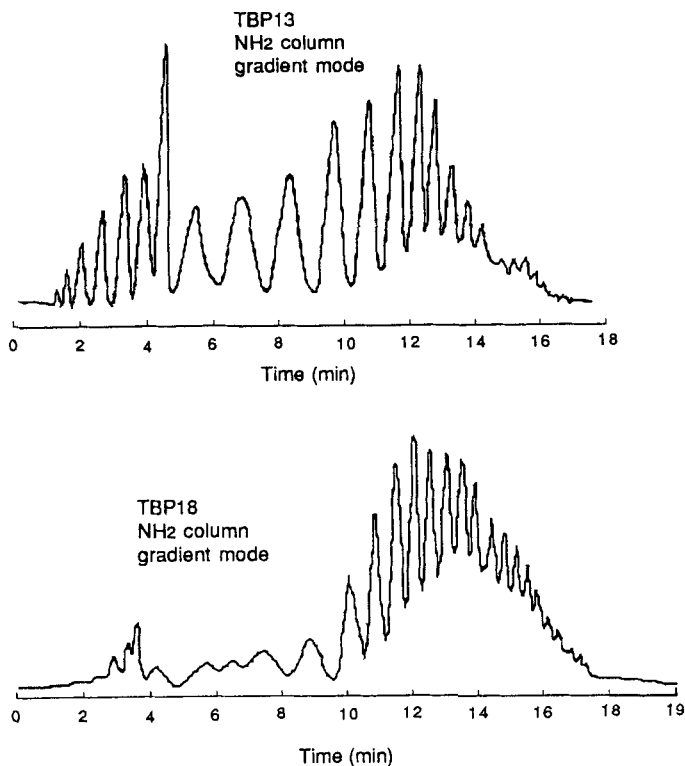 TBP13
NH2 column
gradient mode
0 2 4 6 8 10 12 14 16 18
Time (min)
TBP18
NH2 column
gradient mode
0 2 4 6 8 10 12 14 16 18 19
Time (min)